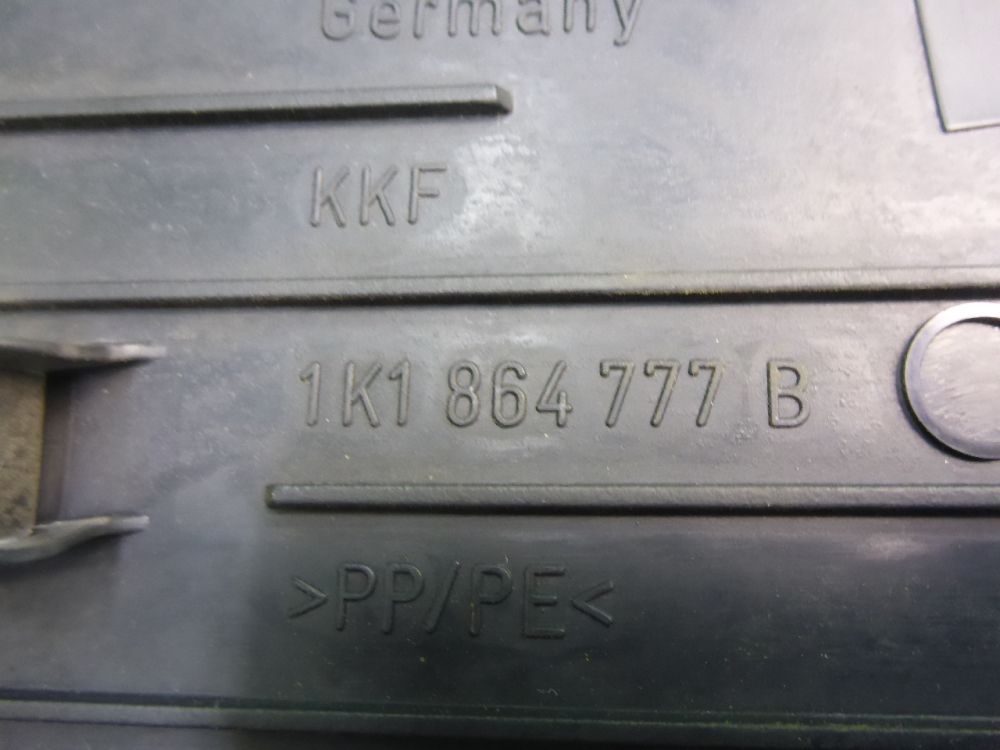 Germany
KKF
1K1 864 777 B
>PP/PE<